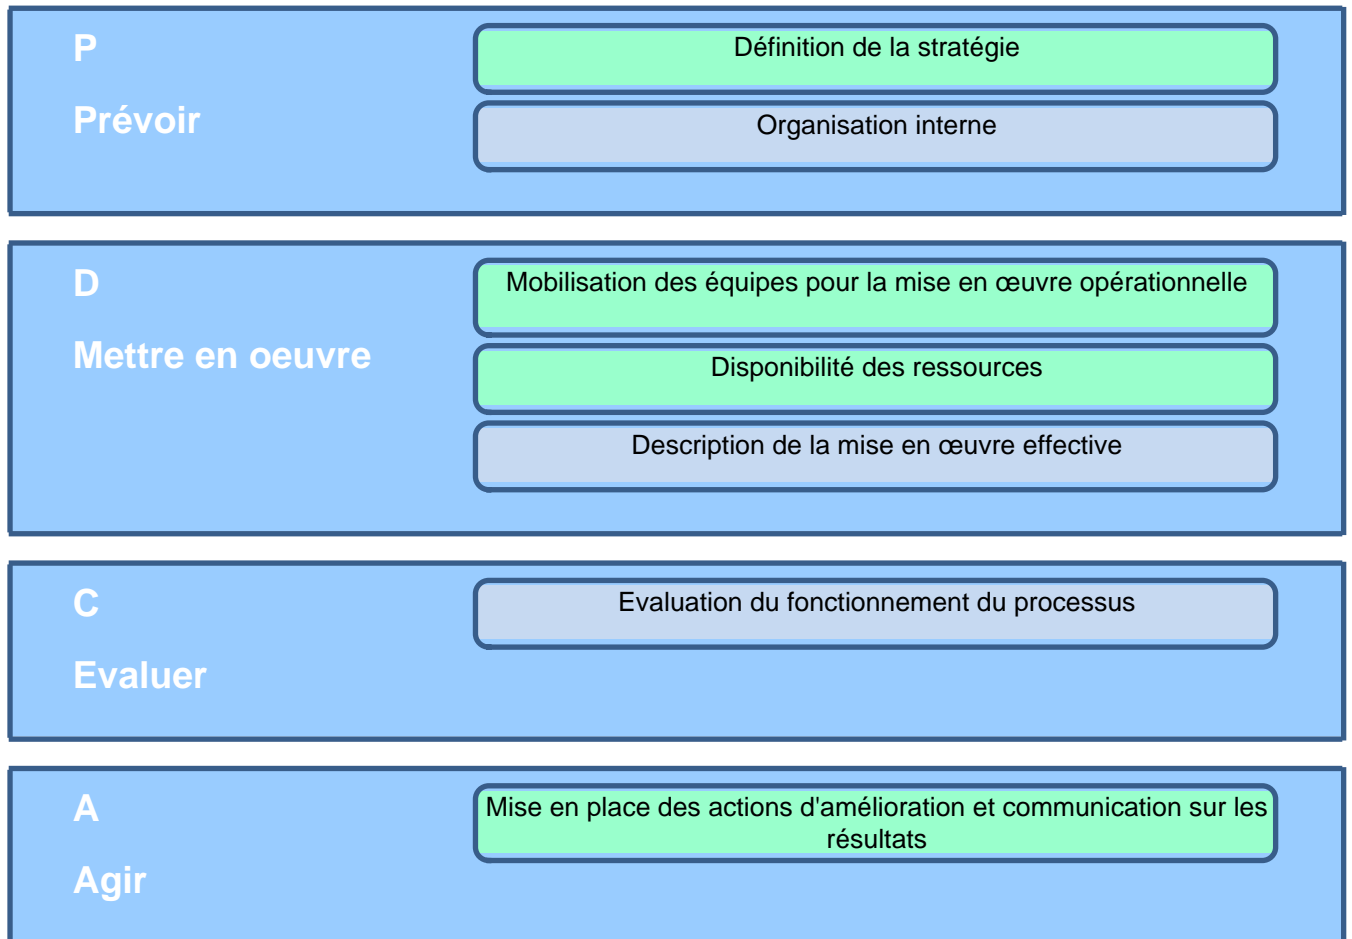 P
Prévoir
Définition de la stratégie
Organisation interne
D
Mettre en oeuvre
Mobilisation des équipes pour la mise en œuvre opérationnelle
Disponibilité des ressources
Description de la mise en œuvre effective
C
Evaluer
Evaluation du fonctionnement du processus
A
Agir
Mise en place des actions d'amélioration et communication sur les
résultats